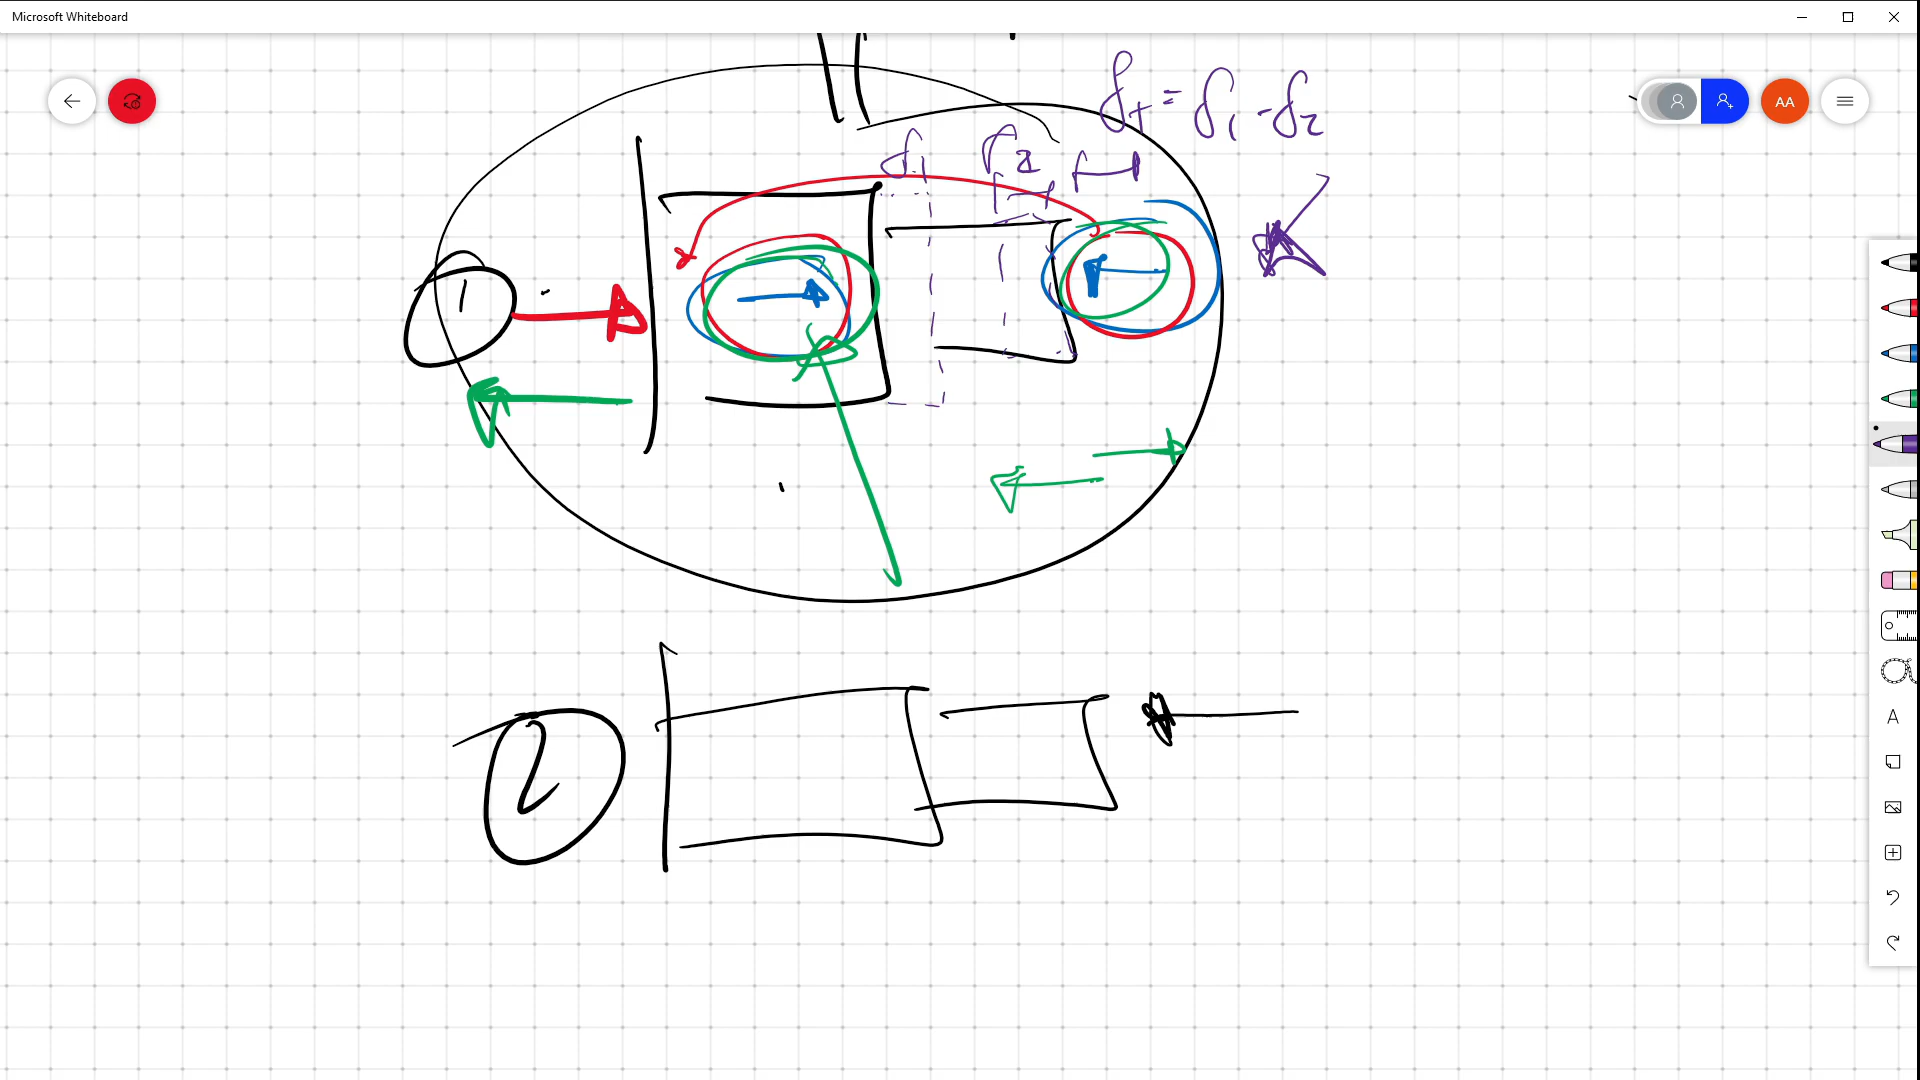 Microsoft Whiteboard
AA
δT = δ1 - δ2
δ1
δ2
1
2
A